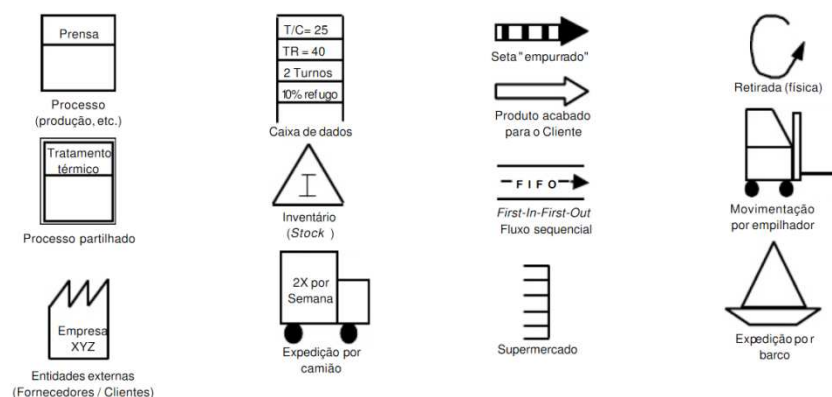 Prensa
Processo
(produção, etc.)
T/C= 25
TR = 40
2 Turnos
10% refugo
Caixa de dados
Seta "empurrado"
Produto acabado
para o Cliente
Retirada (física)
Tratamento
térmico
Processo partilhado
I
Inventário
(Stock )
FIFO
First-In-First-Out
Fluxo sequencial
Movimentação
por empilhador
Empresa
XYZ
Entidades externas
(Fornecedores / Clientes)
2X por
Semana
Expedição por
camião
Supermercado
Expedição por
barco